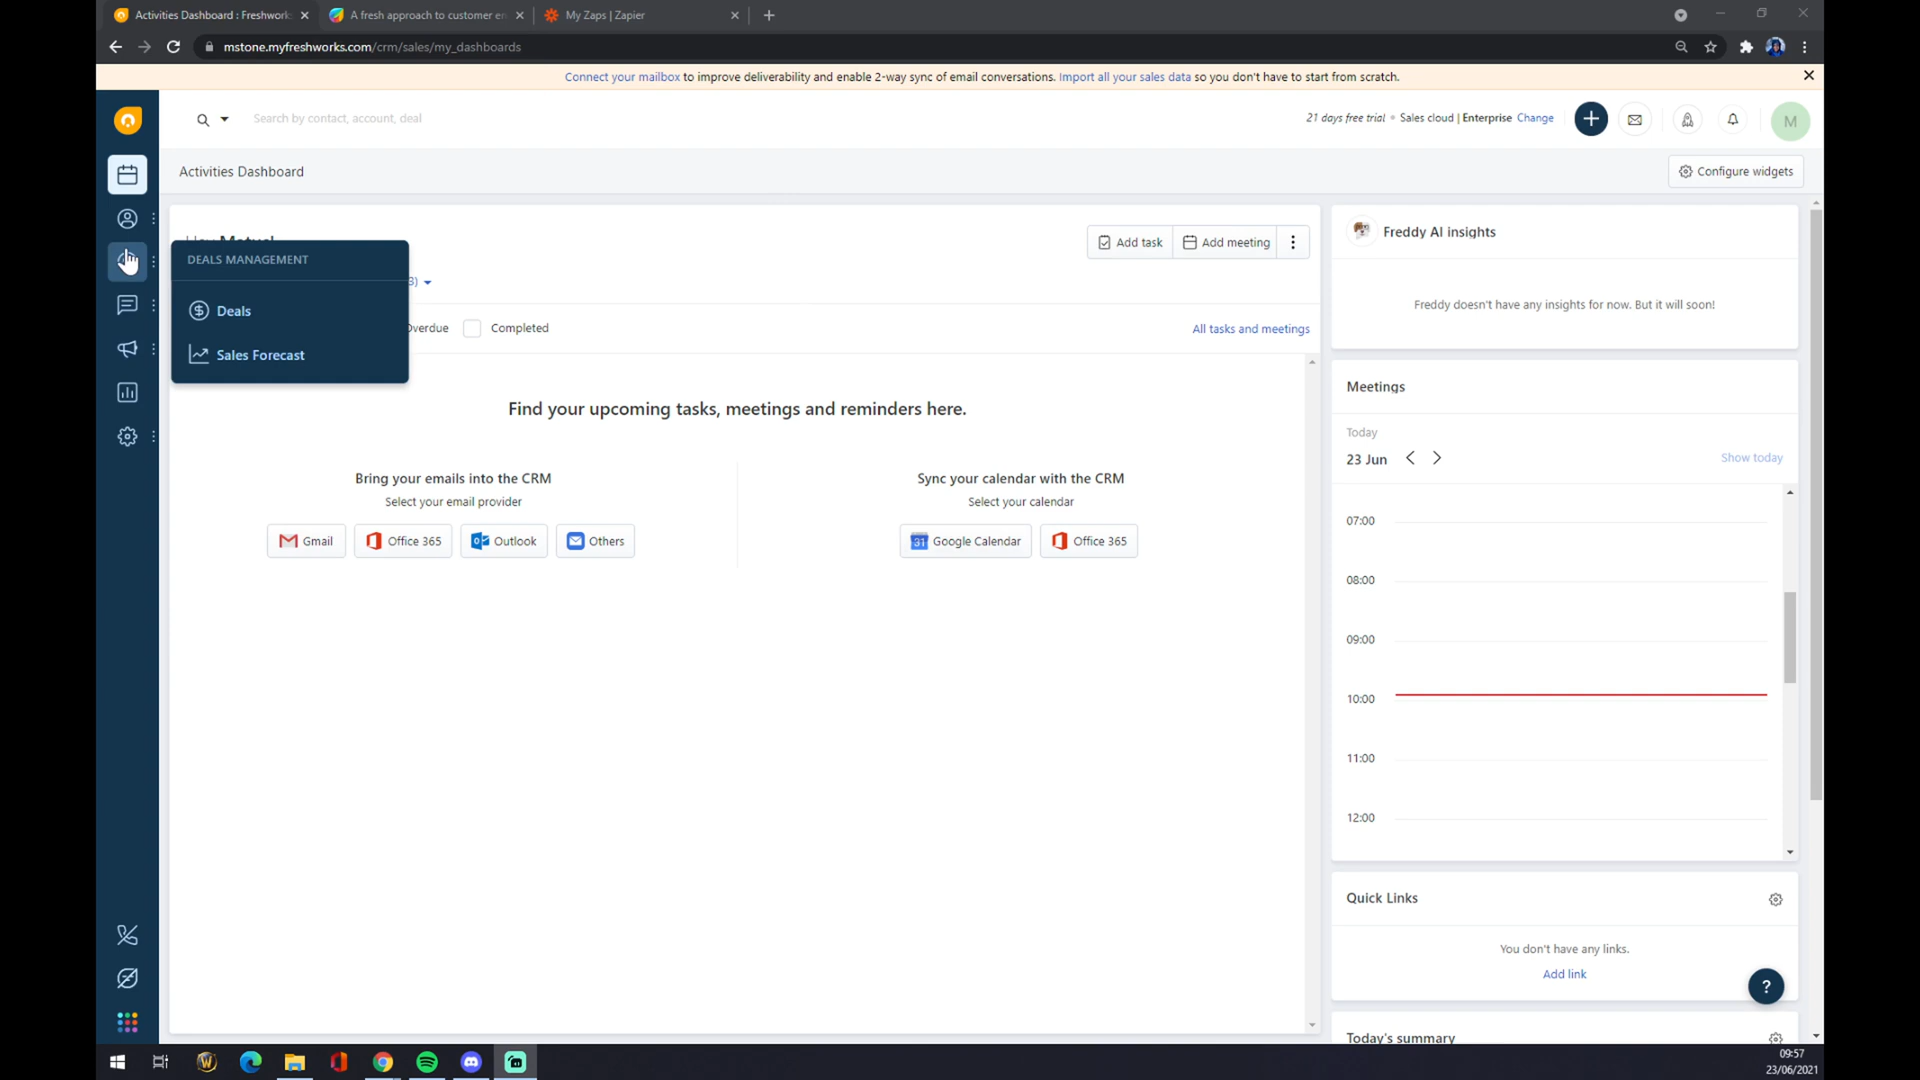 Activities Dashboard : Freshwork
A fresh approach to customer en
My Zaps | Zapier
mstone.myfreshworks.com/crm/sales/my_dashboards
Connect your mailbox to improve deliverability and enable 2-way sync of email conversations. Import all your sales data so you don't have to start from scratch.
Search by contact, account, deal
21 days free trial • Sales cloud | Enterprise Change
M
Activities Dashboard
Configure widgets
DEALS MANAGEMENT
Deals
Sales Forecast
3)
Add task
Add meeting
Overdue
Completed
All tasks and meetings
Find your upcoming tasks, meetings and reminders here.
Bring your emails into the CRM
Select your email provider
Gmail
Office 365
Outlook
Others
Sync your calendar with the CRM
Select your calendar
31 Google Calendar
Office 365
Freddy AI insights
Freddy doesn't have any insights for now. But it will soon!
Meetings
Today
23 Jun
Show today
07:00
08:00
09:00
10:00
11:00
12:00
Quick Links
You don't have any links.
Add link
?
Today's summary
09:57
23/06/2021